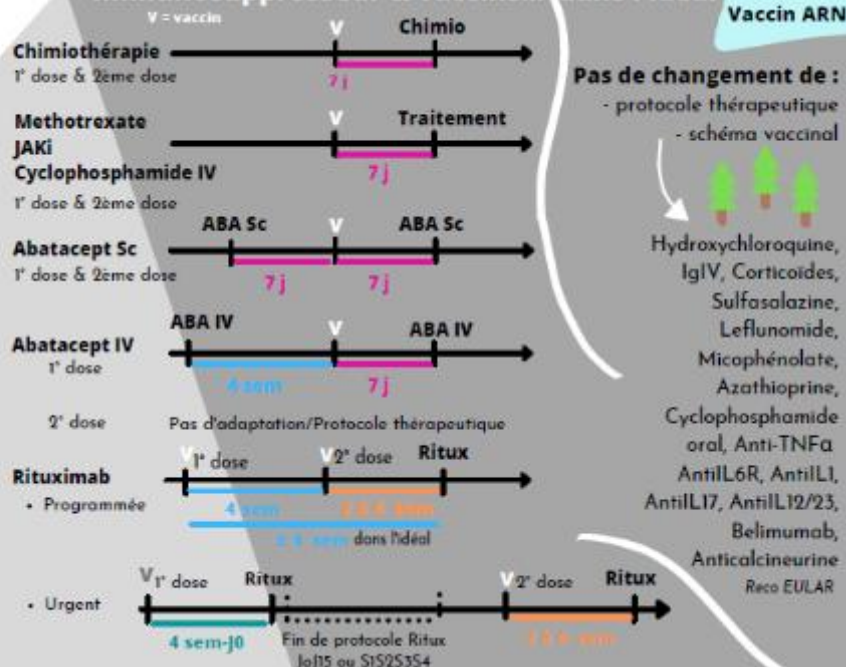 V = vaccin
Vaccin ARN
Chimiothérapie
1° dose & 2ème dose
V
Chimio
7 j
Methotrexate
JAKi
Cyclophosphamide IV
1° dose & 2ème dose
V
Traitement
7 j
Abatacept Sc
1° dose & 2ème dose
ABA Sc
V
ABA Sc
7 j
7 j
Abatacept IV
1° dose
ABA IV
V
ABA IV
4 sem
7 j
2° dose
Pas d'adaptation/Protocole thérapeutique
Rituximab
• Programmée
V 1° dose
V 2° dose
Ritux
4 sem
dans l'idéal
• Urgent
V 1° dose
Ritux
V 2° dose
Ritux
4 sem-J0
Fin de protocole Ritux
JoJ15 ou S1S2S3S4
Pas de changement de :
- protocole thérapeutique
- schéma vaccinal
Hydroxychloroquine,
IgIV, Corticoïdes,
Sulfasalazine,
Leflunomide,
Micophénolate,
Azathioprine,
Cyclophosphamide
oral, Anti-TNFα
AntiIL6R, AntiIL1,
AntiIL17, AntiIL12/23,
Belimumab,
Anticalcineurine
Reco EULAR